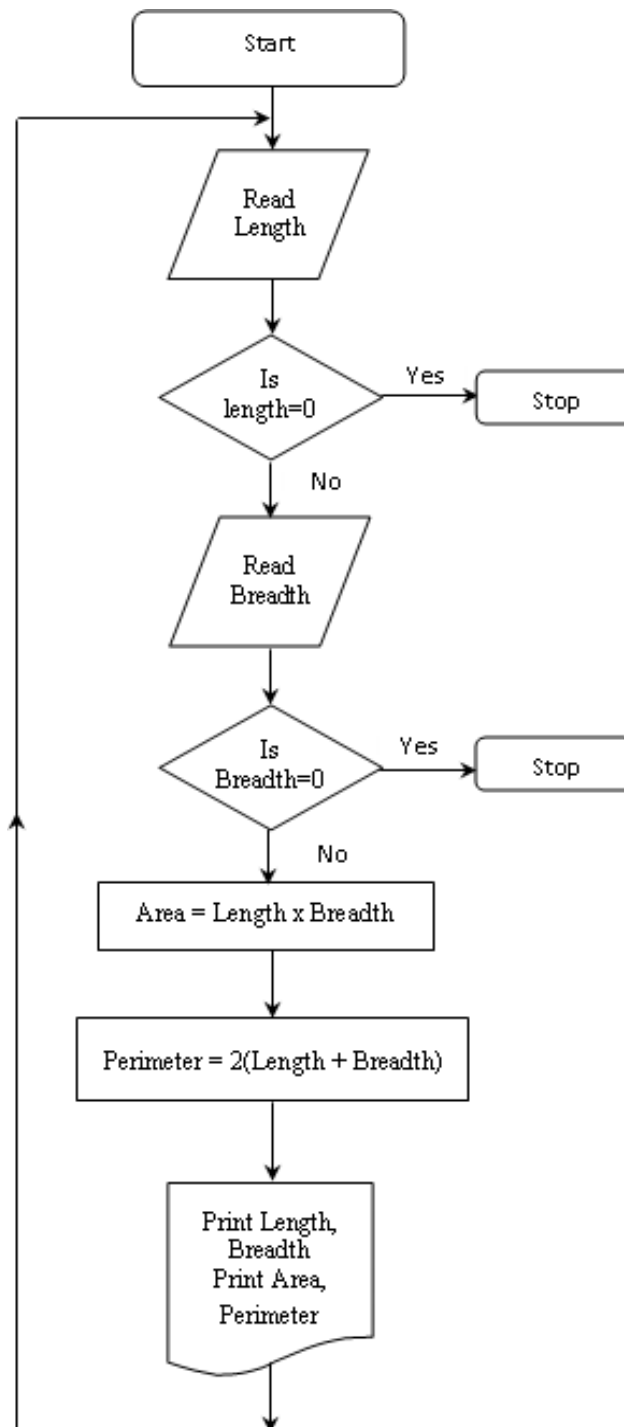 Start
Read
Length
Is
length=0
Yes
Stop
No
Read
Breadth
Is
Breadth=0
Yes
Stop
No
Area = Length x Breadth
Perimeter = 2(Length + Breadth)
Print Length,
Breadth
Print Area,
Perimeter